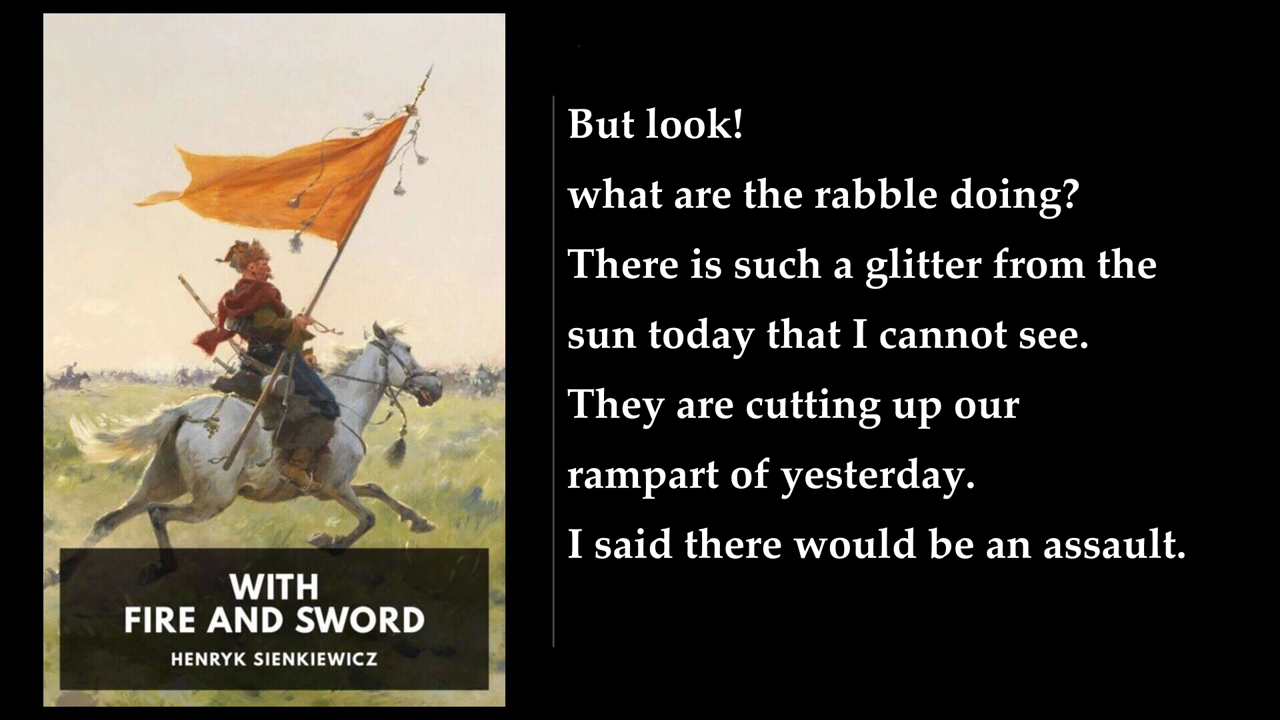 But look!
what are the rabble doing?
There is such a glitter from the
sun today that I cannot see.
They are cutting up our
rampart of yesterday.
I said there would be an assault.
WITH
FIRE AND SWORD
HENRYK SIENKIEWICZ